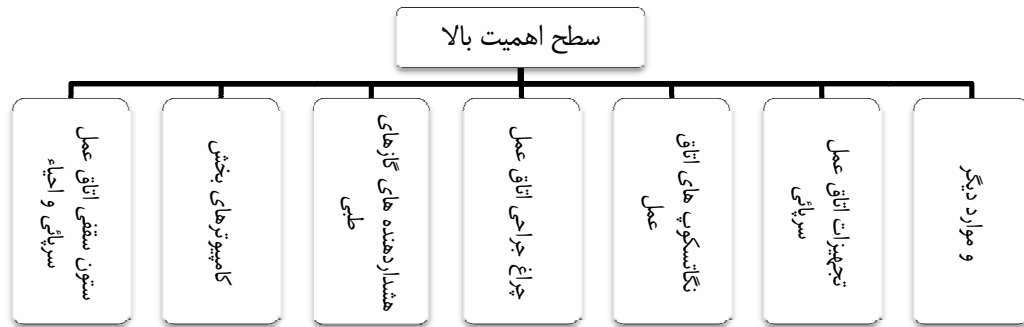 سطح اهمیت بالا
ستون سقفی اتاق عمل
سرپائی و احیاء
کامپیوترهای بخش
هشداردهنده های گازهای
طبی
چراغ جراحی اتاق عمل
نگاتسکوپ های اتاق
عمل
تجهیزات اتاق عمل
سرپائی
و موارد دیگر